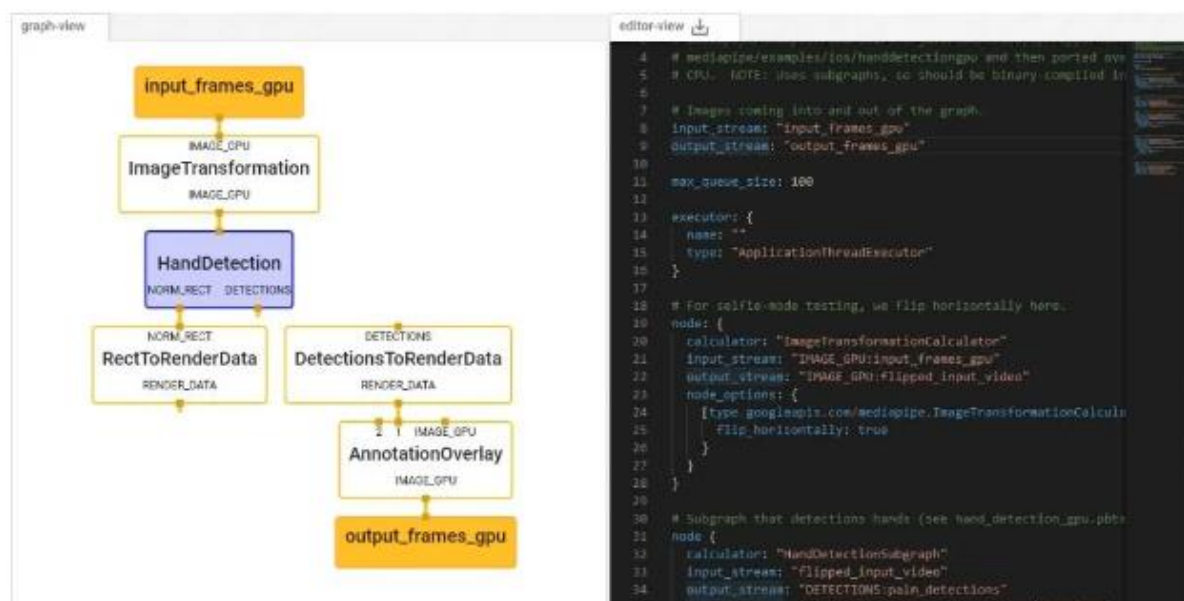 graph-view
input_frames_gpu
IMAGE_GPU
ImageTransformation
IMAGE_GPU
HandDetection
NORM_RECT DETECTIONS
NORM_RECT
RectToRenderData
RENDER_DATA
DETECTIONS
DetectionsToRenderData
RENDER_DATA
2 1 IMAGE_GPU
AnnotationOverlay
IMAGE_GPU
output_frames_gpu
editor-view
4 # mediapipe/examples/ios/handdetectiongpu and then ported
5 # CPU. NOTE: Uses subgraphs, so should be binary-compiled in
6
7 # Images coming into and out of the graph.
8 input_stream: "input_frames_gpu"
9 output_stream: "output_frames_gpu"
10
11 max_queue_size: 100
12
13 executor: {
14 name: ""
15 type: "ApplicationThreadExecutor"
16 }
17
18 # For selfie-mode testing, we flip horizontally here.
19 node: {
20 calculator: "ImageTransformationCalculator"
21 input_stream: "IMAGE_GPU:input_frames_gpu"
22 output_stream: "IMAGE_GPU:flipped_input_video"
23 node_options: {
24 [type.googleapis.com/mediapipe.ImageTransformationCalcula
25 flip_horizontally: true
26 }
27 }
28 }
29
30 # Subgraph that detections hands (see hand_detection_gpu.pbtx
31 node {
32 calculator: "HandDetectionSubgraph"
33 input_stream: "flipped_input_video"
34 output_stream: "DETECTIONS:palm_detections"